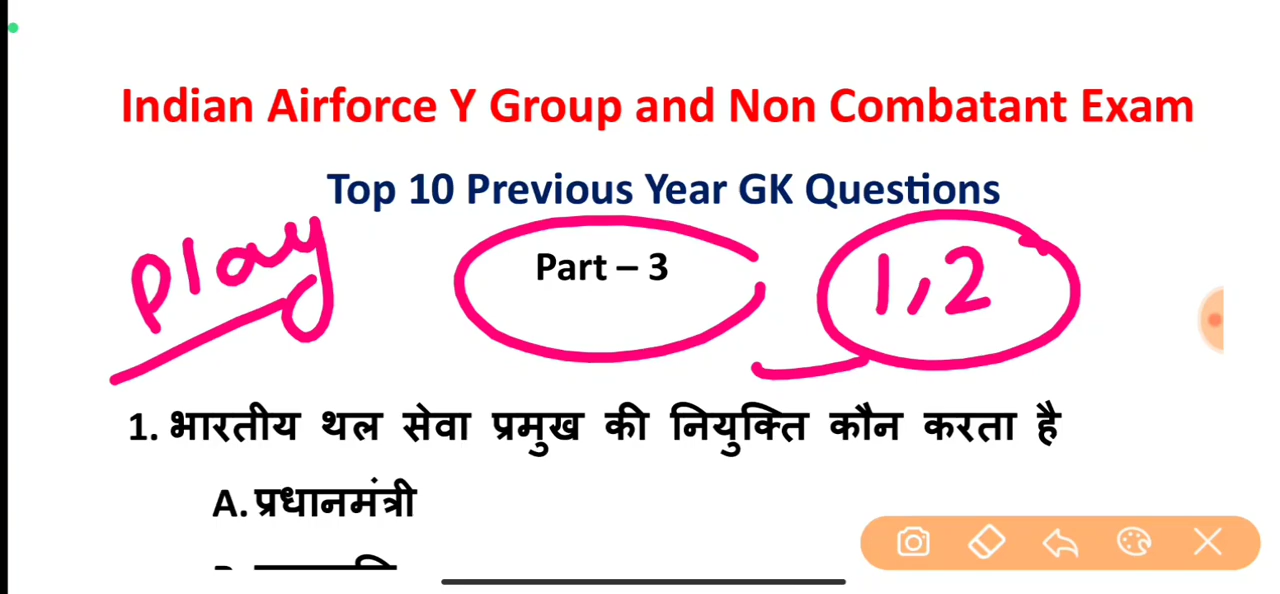 Indian Airforce Y Group and Non Combatant Exam
Top 10 Previous Year GK Questions
play
Part – 3
1,2
1. भारतीय थल सेवा प्रमुख की नियुक्ति कौन करता है
A. प्रधानमंत्री